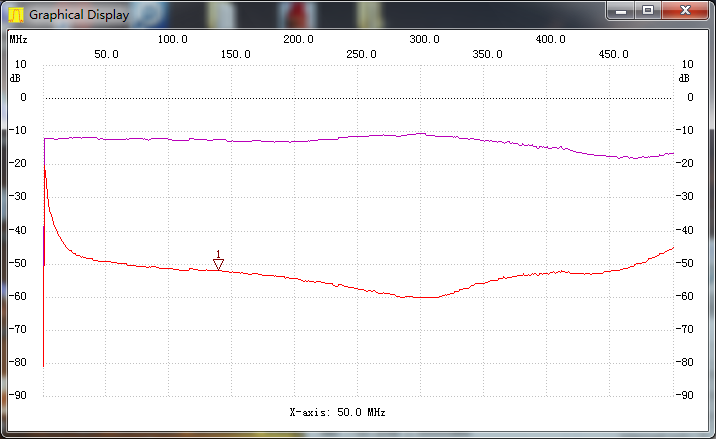 Graphical Display
MHz 100.0 200.0 300.0 400.0
50.0 150.0 250.0 350.0 450.0
10 10
dB dB
0 0
-10 -10
-20 -20
-30 -30
-40 -40
1
-50 -50
-60 -60
-70 -70
-80 -80
-90 -90
X-axis: 50.0 MHz